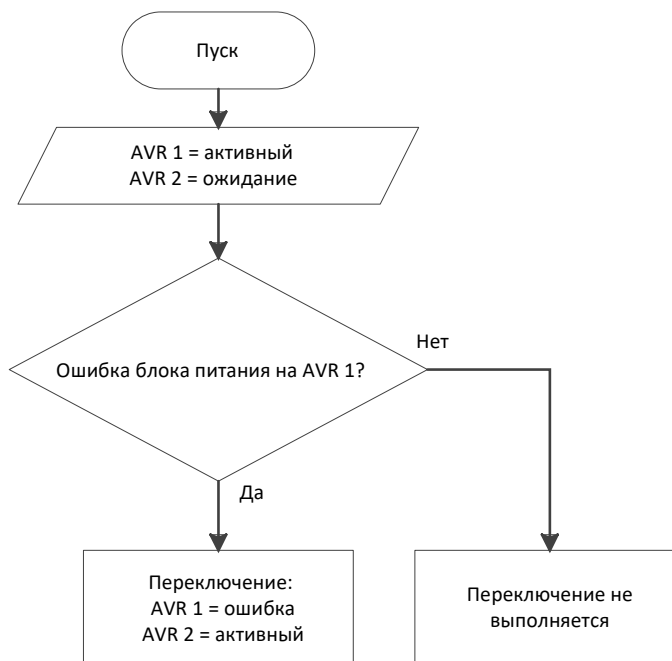 Пуск
AVR 1 = активный
AVR 2 = ожидание
Ошибка блока питания на AVR 1?
Нет
Да
Переключение:
AVR 1 = ошибка
AVR 2 = активный
Переключение не
выполняется